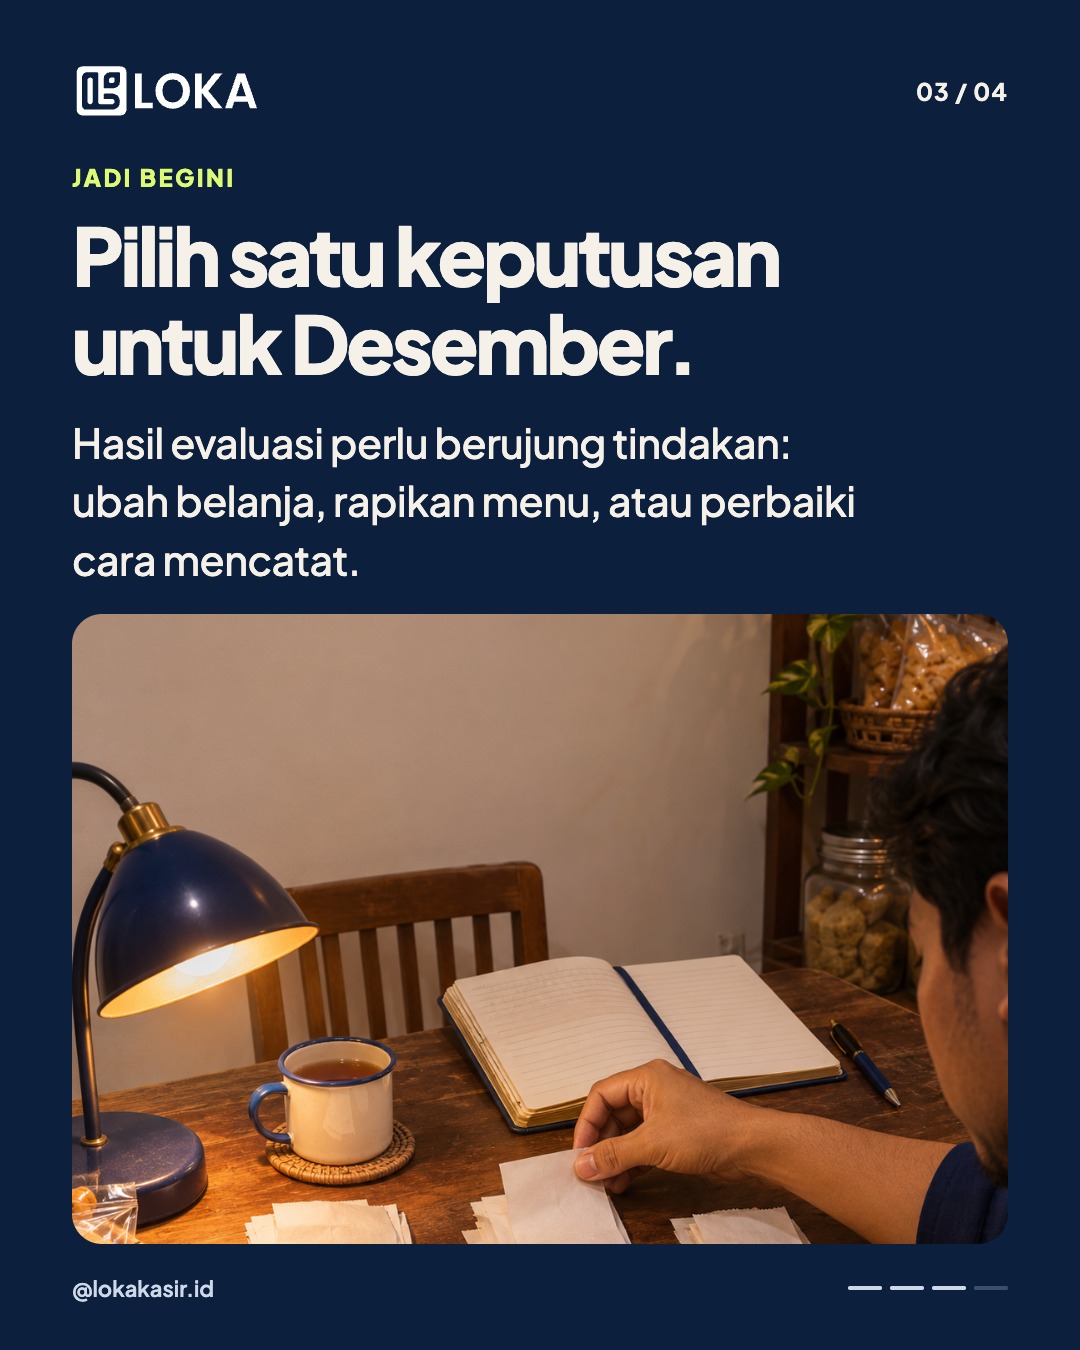 LOKA
03 / 04
JADI BEGINI
Pilih satu keputusan
untuk Desember.
Hasil evaluasi perlu berujung tindakan:
ubah belanja, rapikan menu, atau perbaiki
cara mencatat.
@lokakasir.id